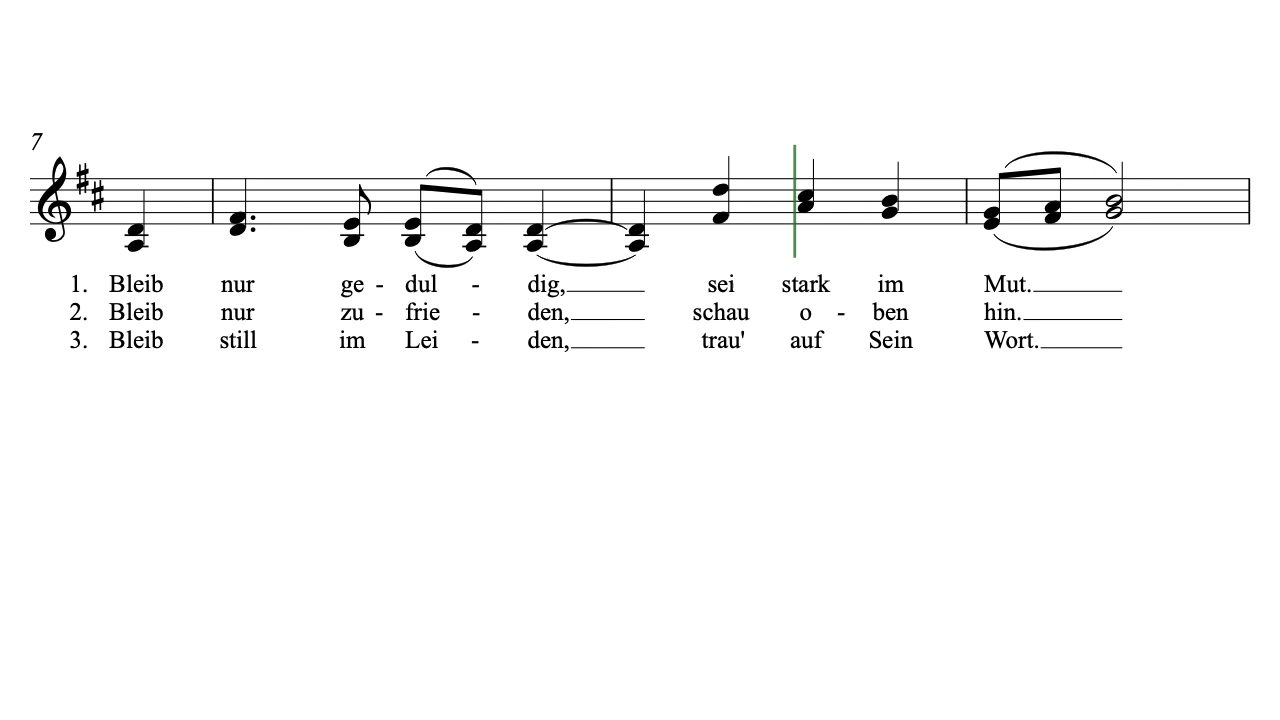 7
1. Bleib nur ge - dul - dig, sei stark im Mut.
2. Bleib nur zu - frie - den, schau o - ben hin.
3. Bleib still im Lei - den, trau' auf Sein Wort.